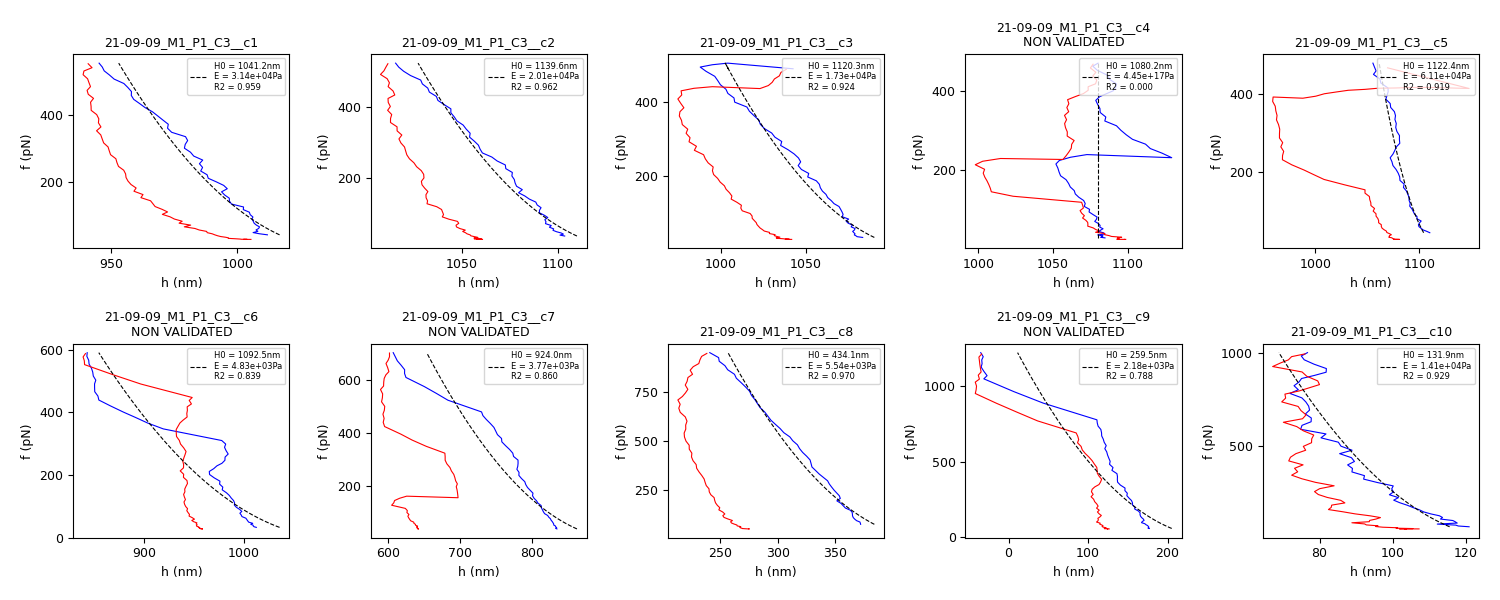 21-09-09_M1_P1_C3__c1
H0 = 1041.2nm
E = 3.14e+04Pa
R2 = 0.959
f (pN)
400
200
950
1000
h (nm)
21-09-09_M1_P1_C3__c2
H0 = 1139.6nm
E = 2.01e+04Pa
R2 = 0.962
f (pN)
400
200
1050
1100
h (nm)
21-09-09_M1_P1_C3__c3
H0 = 1120.3nm
E = 1.73e+04Pa
R2 = 0.924
f (pN)
400
200
1000
1050
h (nm)
21-09-09_M1_P1_C3__c4
NON VALIDATED
H0 = 1080.2nm
E = 4.45e+17Pa
R2 = 0.000
f (pN)
400
200
1000
1050
1100
h (nm)
21-09-09_M1_P1_C3__c5
H0 = 1122.4nm
E = 6.11e+04Pa
R2 = 0.919
f (pN)
400
200
1000
1100
h (nm)
21-09-09_M1_P1_C3__c6
NON VALIDATED
H0 = 1092.5nm
E = 4.83e+03Pa
R2 = 0.839
f (pN)
600
400
200
0
900
1000
h (nm)
21-09-09_M1_P1_C3__c7
NON VALIDATED
H0 = 924.0nm
E = 3.77e+03Pa
R2 = 0.860
f (pN)
600
400
200
600
700
800
h (nm)
21-09-09_M1_P1_C3__c8
H0 = 434.1nm
E = 5.54e+03Pa
R2 = 0.970
f (pN)
750
500
250
250
300
350
h (nm)
21-09-09_M1_P1_C3__c9
NON VALIDATED
H0 = 259.5nm
E = 2.18e+03Pa
R2 = 0.788
f (pN)
1000
500
0
0
100
200
h (nm)
21-09-09_M1_P1_C3__c10
H0 = 131.9nm
E = 1.41e+04Pa
R2 = 0.929
f (pN)
1000
500
80
100
120
h (nm)